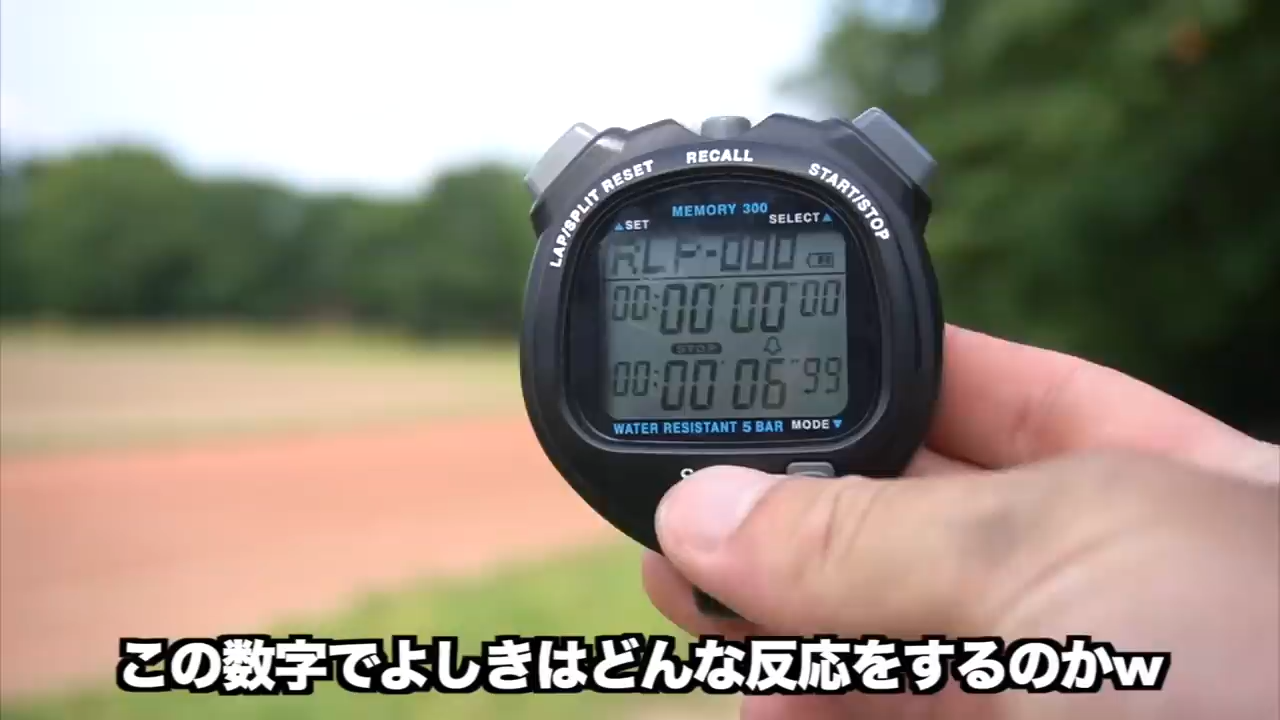 RECALL
LAP/SPLIT RESET
START/STOP
MEMORY 300
▲SET
SELECT▲
00:00'00"00
STOP
00:00'06"99
WATER RESISTANT 5 BAR
MODE▼
この数字でよしきはどんな反応をするのかw